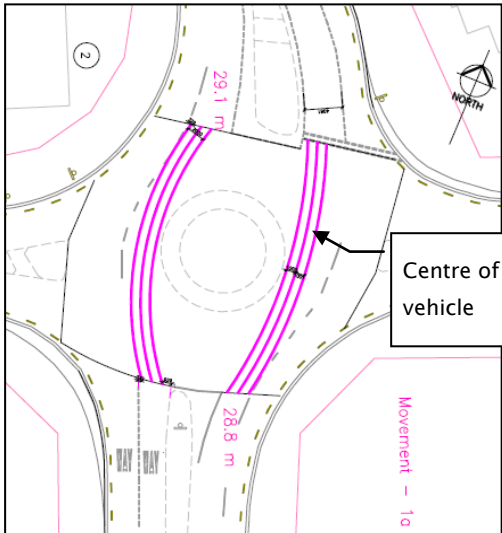 2
29.1 m
NORTH
Centre of
vehicle
28.8 m
Movement - 1a